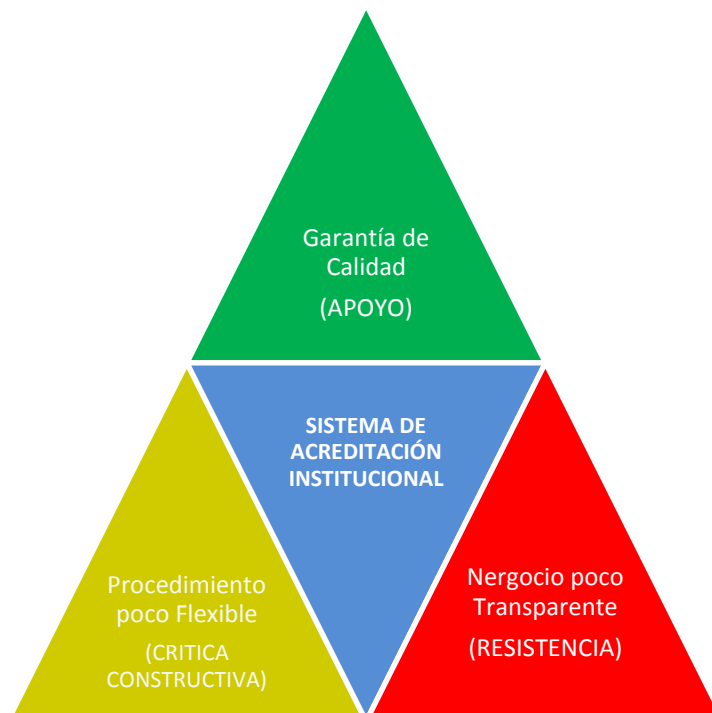 Garantía de
Calidad
(APOYO)
SISTEMA DE
ACREDITACIÓN
INSTITUCIONAL
Procedimiento
poco Flexible
(CRITICA
CONSTRUCTIVA)
Nergocio poco
Transparente
(RESISTENCIA)